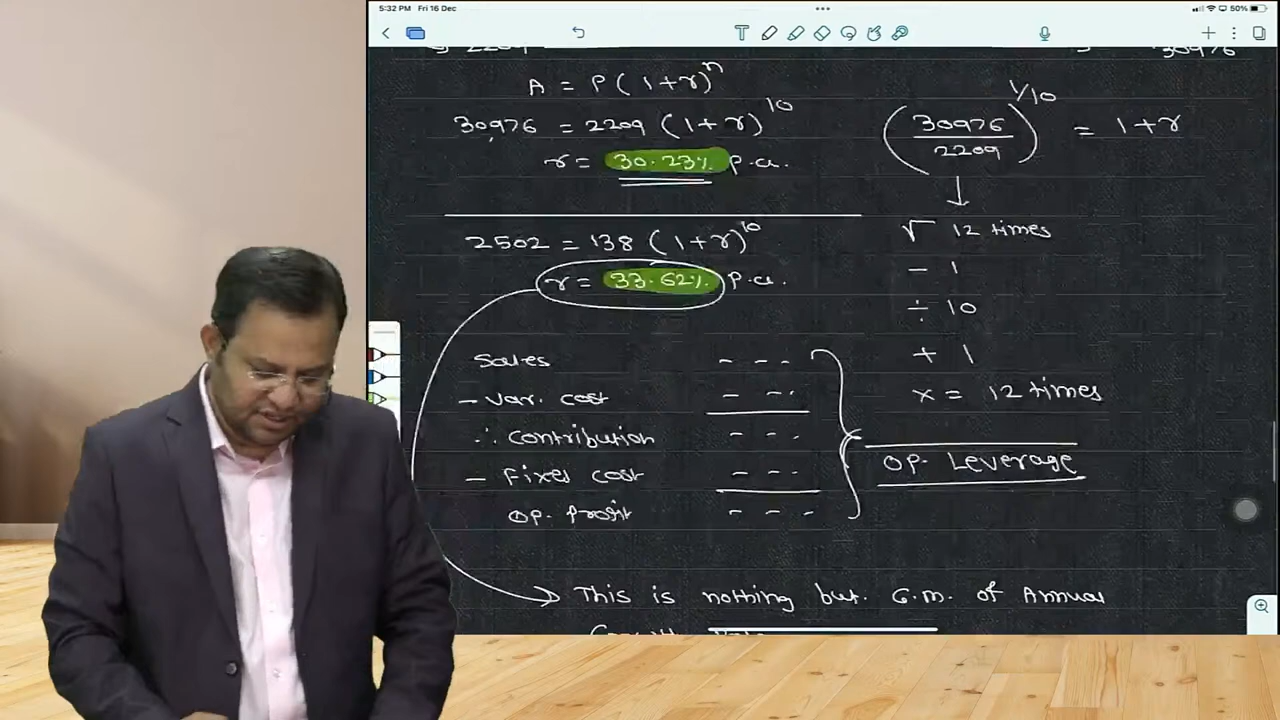 5:32 PM Fri 16 Dec
50%
30976
A = P (1+r)^n
30976 = 2209 (1+r)^10
r = 30.23% p.a.
(30976/2209)^1/10 = 1+r
2502 = 138 (1+r)^10
r = 33.62% p.a.
√ 12 times
- 1
÷ 10
+ 1
x = 12 times
Sales - - -
- Var. cost - - -
∴ Contribution - - -
- Fixed cost - - -
Op. Profit - - -
Op. Leverage
This is nothing but G.M. of Annual